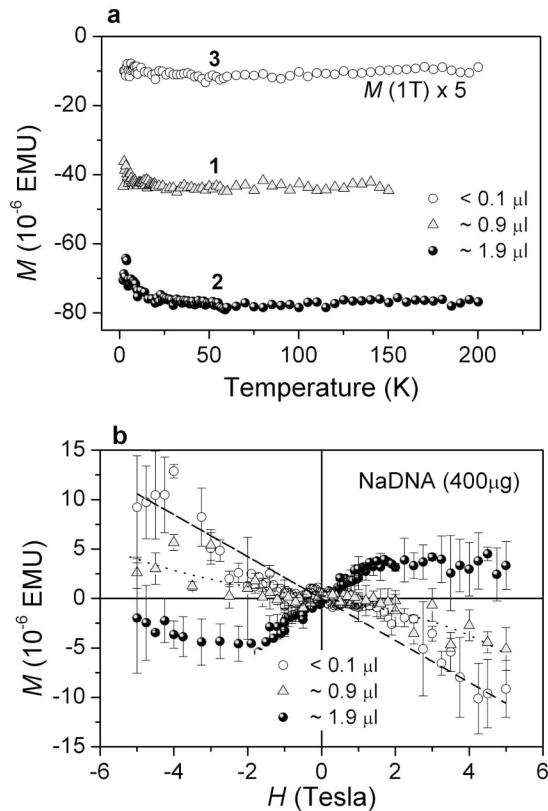 a
0
-20
-40
-60
-80
M (10⁻⁶ EMU)
3
M (1T) x 5
1
2
< 0.1 µl
~ 0.9 µl
~ 1.9 µl
0 50 100 150 200
Temperature (K)
b
15
10
5
0
-5
-10
-15
M (10⁻⁶ EMU)
NaDNA (400µg)
< 0.1 µl
~ 0.9 µl
~ 1.9 µl
-6 -4 -2 0 2 4 6
H (Tesla)